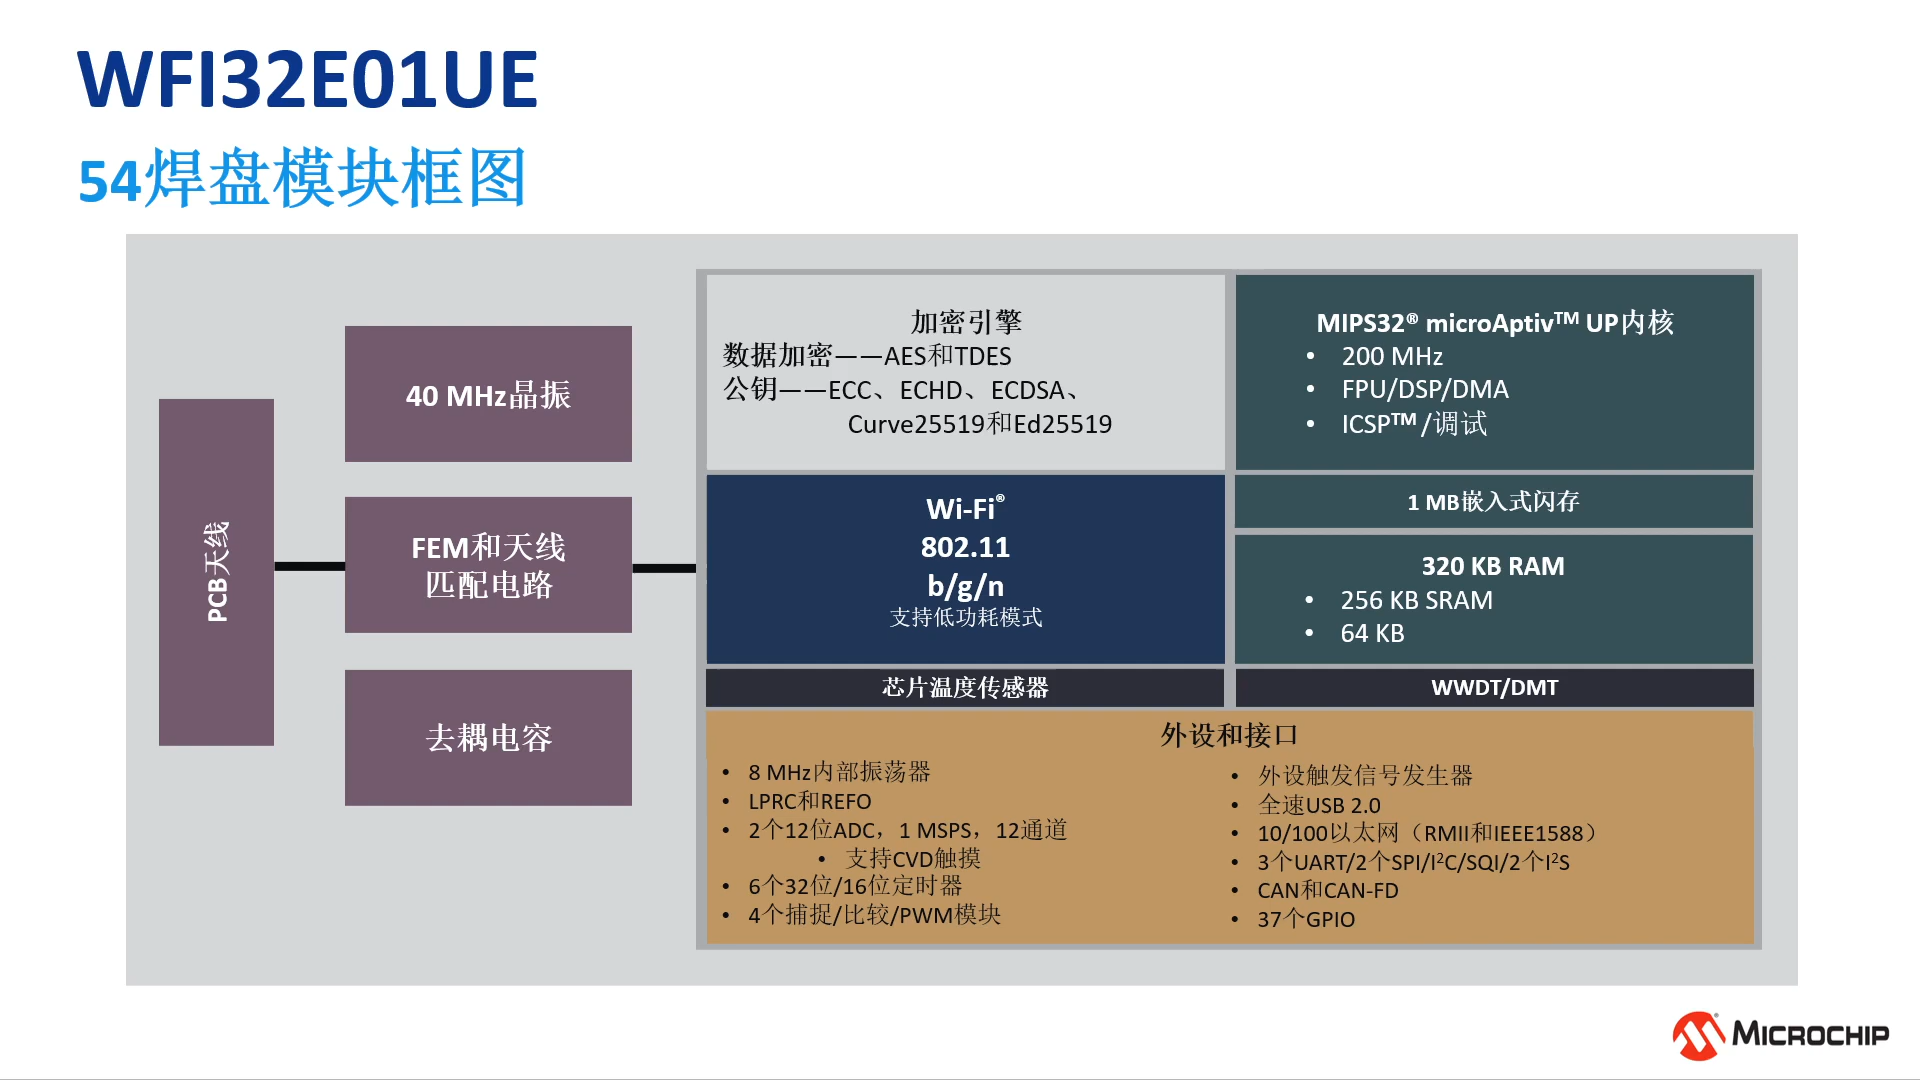 WFI32E01UE
54焊盘模块框图
PCB天线
40 MHz晶振
FEM和天线
匹配电路
去耦电容
加密引擎
数据加密——AES和TDES
公钥——ECC、ECHD、ECDSA、
Curve25519和Ed25519
MIPS32® microAptiv™ UP内核
• 200 MHz
• FPU/DSP/DMA
• ICSP™/调试
Wi-Fi®
802.11
b/g/n
支持低功耗模式
1 MB嵌入式闪存
320 KB RAM
• 256 KB SRAM
• 64 KB
芯片温度传感器
WWDT/DMT
外设和接口
• 8 MHz内部振荡器
• LPRC和REFO
• 2个12位ADC，1 MSPS，12通道
• 支持CVD触摸
• 6个32位/16位定时器
• 4个捕捉/比较/PWM模块
• 外设触发信号发生器
• 全速USB 2.0
• 10/100以太网（RMII和IEEE1588）
• 3个UART/2个SPI/I²C/SQI/2个I²S
• CAN和CAN-FD
• 37个GPIO
MICROCHIP